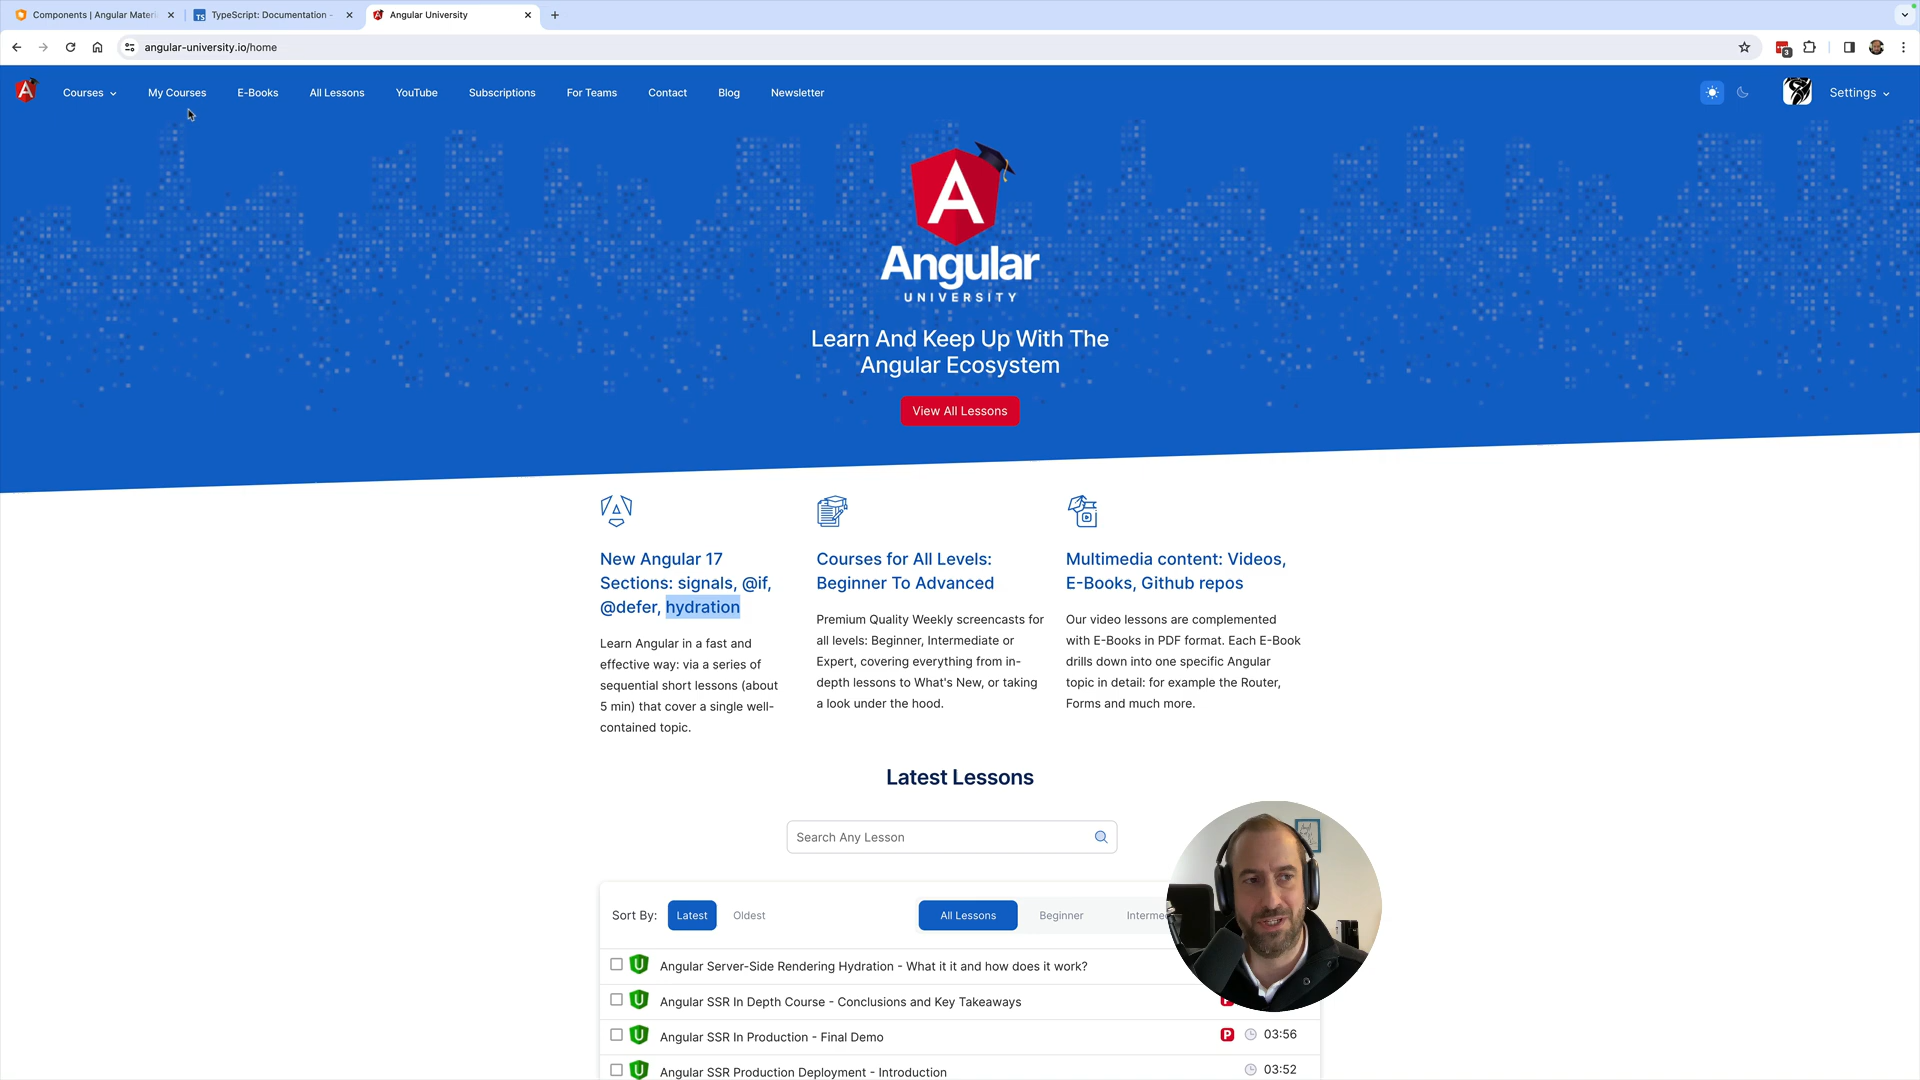 Components | Angular Materi
TypeScript: Documentation -
Angular University
angular-university.io/home
3
Courses
My Courses
E-Books
All Lessons
YouTube
Subscriptions
For Teams
Contact
Blog
Newsletter
Settings
Angular
UNIVERSITY
Learn And Keep Up With The
Angular Ecosystem
View All Lessons
New Angular 17
Sections: signals, @if,
@defer, hydration
Learn Angular in a fast and
effective way: via a series of
sequential short lessons (about
5 min) that cover a single well-
contained topic.
Courses for All Levels:
Beginner To Advanced
Premium Quality Weekly screencasts for
all levels: Beginner, Intermediate or
Expert, covering everything from in-
depth lessons to What's New, or taking
a look under the hood.
Multimedia content: Videos,
E-Books, Github repos
Our video lessons are complemented
with E-Books in PDF format. Each E-Book
drills down into one specific Angular
topic in detail: for example the Router,
Forms and much more.
Latest Lessons
Search Any Lesson
Sort By:
Latest
Oldest
All Lessons
Beginner
Interme
Angular Server-Side Rendering Hydration - What it it and how does it work?
Angular SSR In Depth Course - Conclusions and Key Takeaways
Angular SSR In Production - Final Demo
P
03:56
Angular SSR Production Deployment - Introduction
03:52